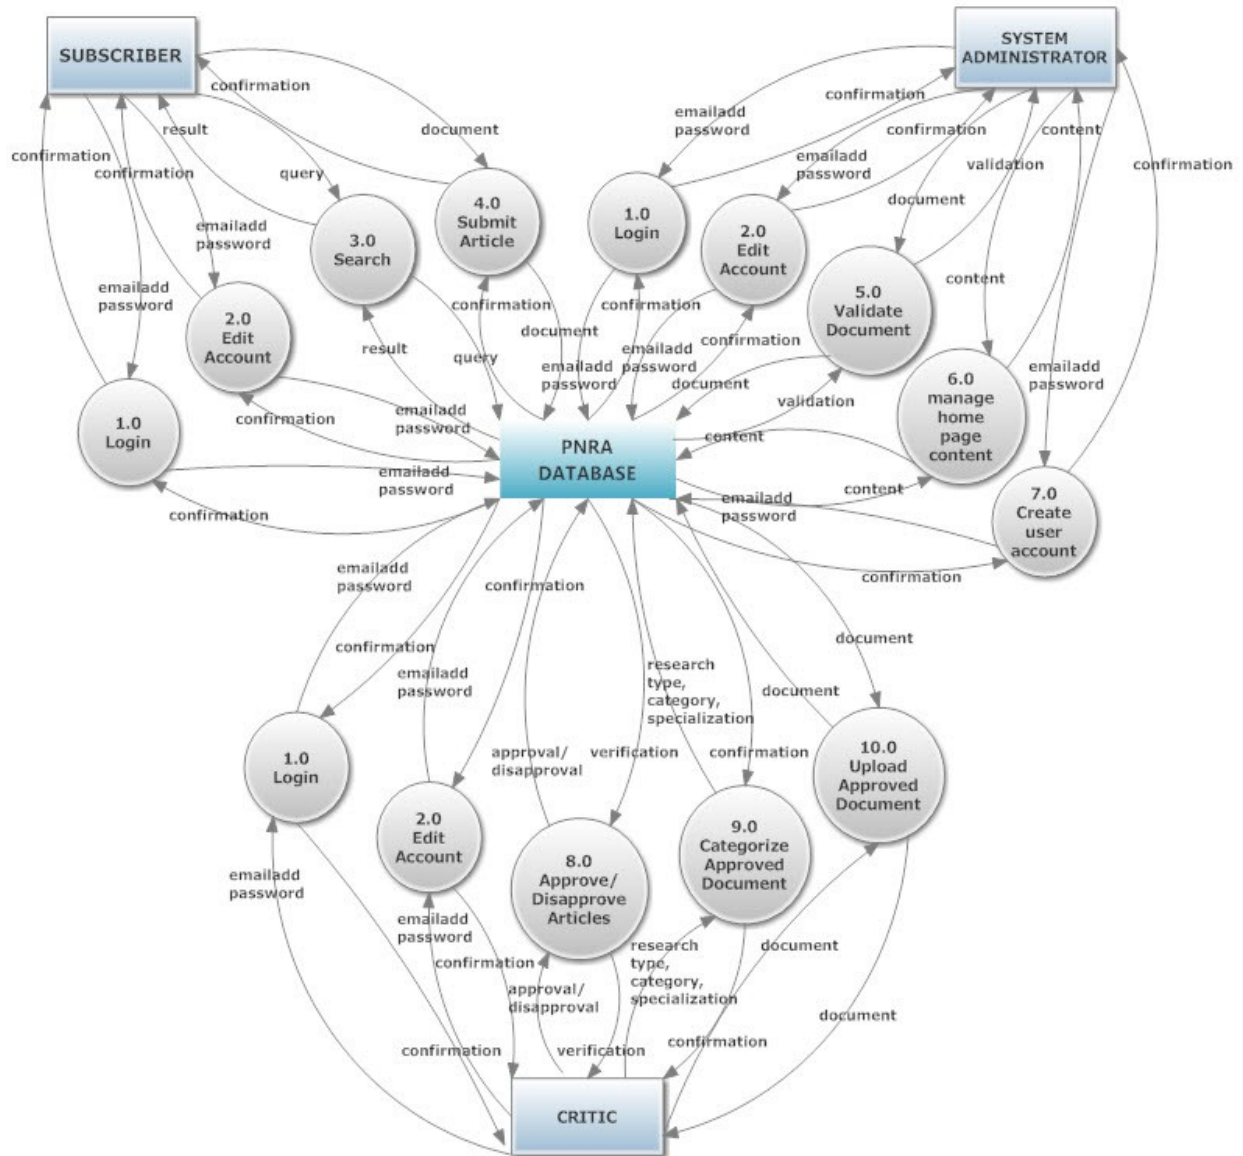 SUBSCRIBER
SYSTEM
ADMINISTRATOR
confirmation
result
document
confirmation
confirmation
query
emailadd
password
confirmation
emailadd
password
confirmation
content
validation
confirmation
document
4.0
Submit
Article
1.0
Login
2.0
Edit
Account
3.0
Search
emailadd
password
5.0
Validate
Document
content
emailadd
password
2.0
Edit
Account
confirmation
document
confirmation
confirmation
result
query
emailadd
password
emailadd
password
document
emailadd
password
1.0
Login
confirmation
emailadd
password
validation
6.0
manage
home
page
content
PNRA
DATABASE
content
emailadd
password
content
emailadd
password
7.0
Create
user
account
confirmation
emailadd
password
confirmation
confirmation
confirmation
emailadd
password
research
type,
category,
specialization
document
document
1.0
Login
approval/
disapproval
verification
confirmation
10.0
Upload
Approved
Document
2.0
Edit
Account
8.0
Approve/
Disapprove
Articles
9.0
Categorize
Approved
Document
emailadd
password
emailadd
password
confirmation
approval/
disapproval
research
type,
category,
specialization
document
document
confirmation
verification
confirmation
CRITIC